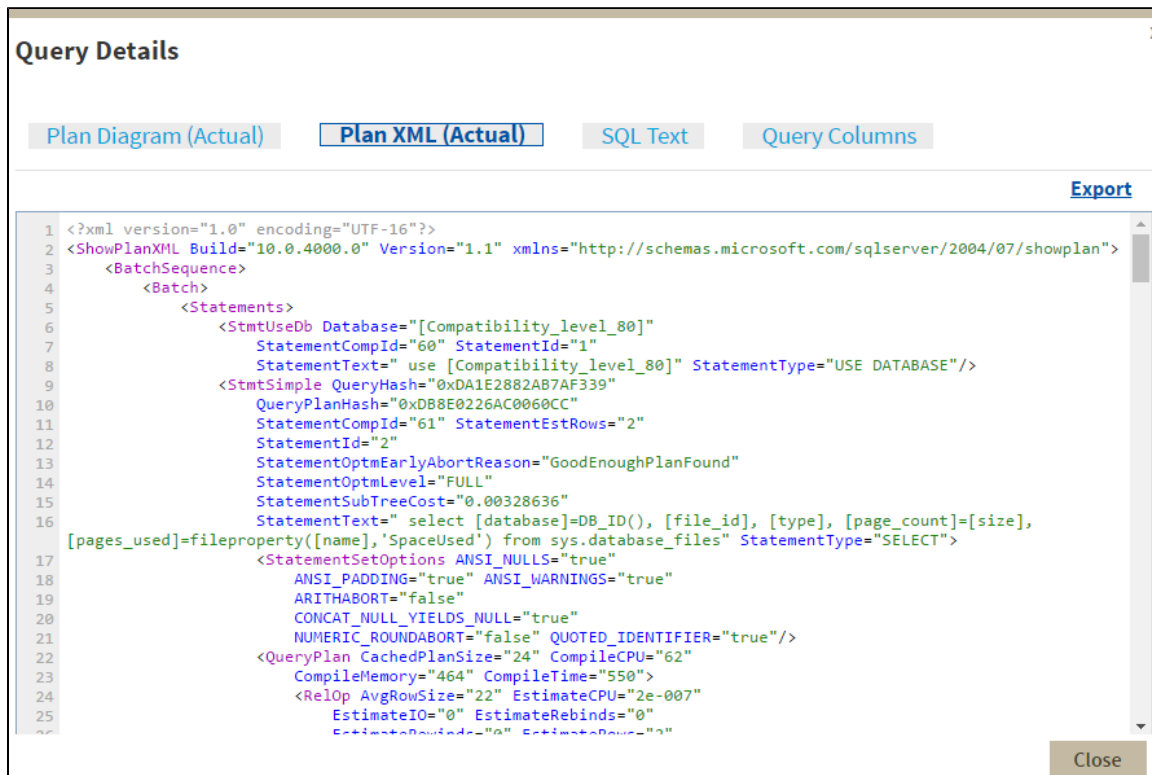 Query Details
Plan Diagram (Actual) Plan XML (Actual) SQL Text Query Columns
Export
1 <?xml version="1.0" encoding="UTF-16"?>
2 <ShowPlanXML Build="10.0.4000.0" Version="1.1" xmlns="http://schemas.microsoft.com/sqlserver/2004/07/showplan">
3 <BatchSequence>
4 <Batch>
5 <Statements>
6 <StmtUseDb Database="[Compatibility_level_80]"
7 StatementCompId="60" StatementId="1"
8 StatementText=" use [Compatibility_level_80]" StatementType="USE DATABASE"/>
9 <StmtSimple QueryHash="0xDA1E2882AB7AF339"
10 QueryPlanHash="0xDB8E0226AC0060CC"
11 StatementCompId="61" StatementEstRows="2"
12 StatementId="2"
13 StatementOptmEarlyAbortReason="GoodEnoughPlanFound"
14 StatementOptmLevel="FULL"
15 StatementSubTreeCost="0.00328636"
16 StatementText=" select [database]=DB_ID(), [file_id], [type], [page_count]=[size],
[pages_used]=fileproperty([name],'SpaceUsed') from sys.database_files" StatementType="SELECT">
17 <StatementSetOptions ANSI_NULLS="true"
18 ANSI_PADDING="true" ANSI_WARNINGS="true"
19 ARITHABORT="false"
20 CONCAT_NULL_YIELDS_NULL="true"
21 NUMERIC_ROUNDABORT="false" QUOTED_IDENTIFIER="true"/>
22 <QueryPlan CachedPlanSize="24" CompileCPU="62"
23 CompileMemory="464" CompileTime="550">
24 <RelOp AvgRowSize="22" EstimateCPU="2e-007"
25 EstimateIO="0" EstimateRebinds="0"
26 EstimateRewinds="0" EstimateRows="2"
Close